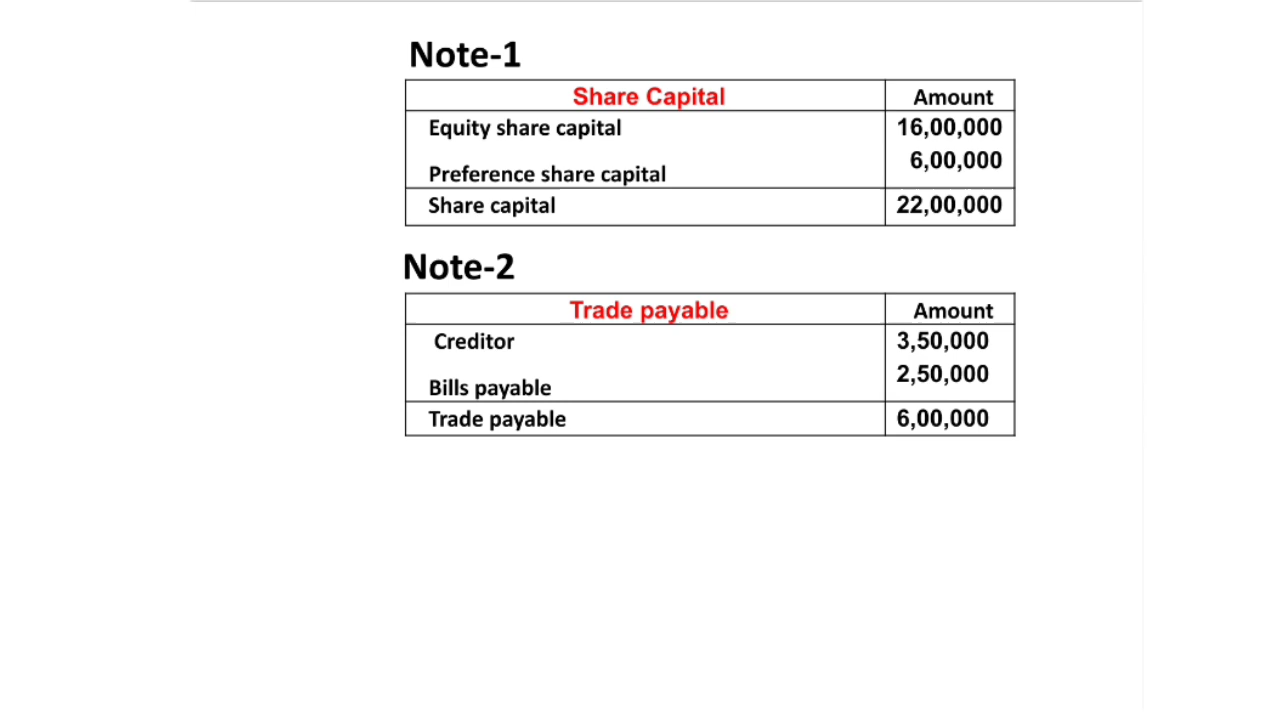 Note-1
Share Capital Amount
Equity share capital 16,00,000
Preference share capital 6,00,000
Share capital 22,00,000
Note-2
Trade payable Amount
Creditor 3,50,000
Bills payable 2,50,000
Trade payable 6,00,000